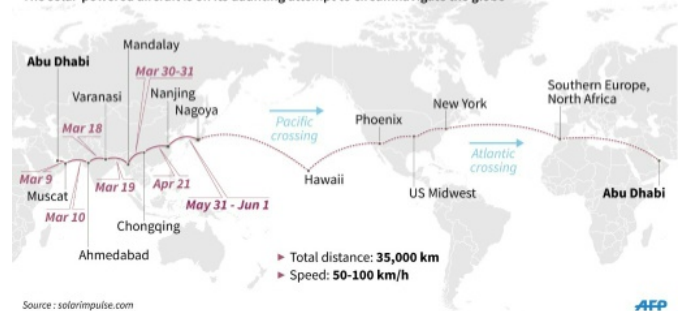 Mandalay
Abu Dhabi
Mar 30-31
Varanasi
Nanjing
Nagoya
Mar 18
Pacific
crossing
Phoenix
New York
Southern Europe,
North Africa
Atlantic
crossing
Mar 9
Muscat
Mar 10
Mar 19
Apr 21
May 31 - Jun 1
Hawaii
US Midwest
Abu Dhabi
Chongqing
Ahmedabad
Total distance: 35,000 km
Speed: 50-100 km/h
Source : solarimpulse.com
AFP